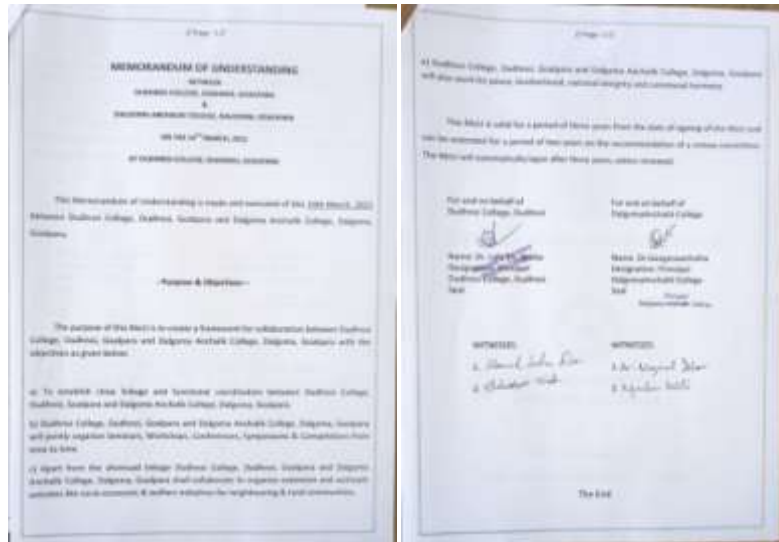 MEMORANDUM OF UNDERSTANDING
BETWEEN
DUDHNOI COLLEGE, DUDHNOI, GOALPARA
&
DALGOMA ANCHALIK COLLEGE, DALGOMA, GOALPARA
ON THE 14TH MARCH,
AT DUDHNOI COLLEGE, DUDHNOI, GOALPARA
This Memorandum of Understanding is made and executed of this March,
Between Dudhnoi College, Dudhnoi, Goalpara and Dalgoma Anchalik College, Dalgoma,
Goalpara.
Purpose & Objectives
The purpose of this MoU is to create a framework for collaboration between Dudhnoi
College, Dudhnoi, Goalpara and Dalgoma Anchalik College, Dalgoma, Goalpara with the
objectives as given below:
a) To establish close linkage and functional coordination between Dudhnoi College,
Dudhnoi, Goalpara and Dalgoma Anchalik College, Dalgoma, Goalpara.
b) Dudhnoi College, Dudhnoi, Goalpara and Dalgoma Anchalik College, Dalgoma, Goalpara
will jointly organize Seminars, Workshops, Conferences, Symposiums & Competitions from
time to time.
c) Apart from the aforesaid linkage Dudhnoi College, Dudhnoi, Goalpara and Dalgoma
Anchalik College, Dalgoma, Goalpara shall collaborate to organize extension and outreach
activities like socio-economic & welfare initiatives for neighbouring & rural communities.
Dudhnoi College, Dudhnoi, Goalpara and Dalgoma Anchalik College, Dalgoma, Goalpara
will also work for peace, brotherhood, national integrity and communal harmony.
This MoU is valid for a period of three years from the date of signing of the MoU and
can be extended for a period of two years on the recommendation of a review committee.
The MoU will automatically lapse after three years, unless renewed.
For and on behalf of
Dudhnoi College, Dudhnoi
Name: Dr.
Designation: Principal
Dudhnoi College, Dudhnoi
Seal
For and on behalf of
DalgomaAnchalik College
Name: Dr.
Designation: Principal
DalgomaAnchalik College
Seal
Principal
WITNESSES
WITNESSES
The End